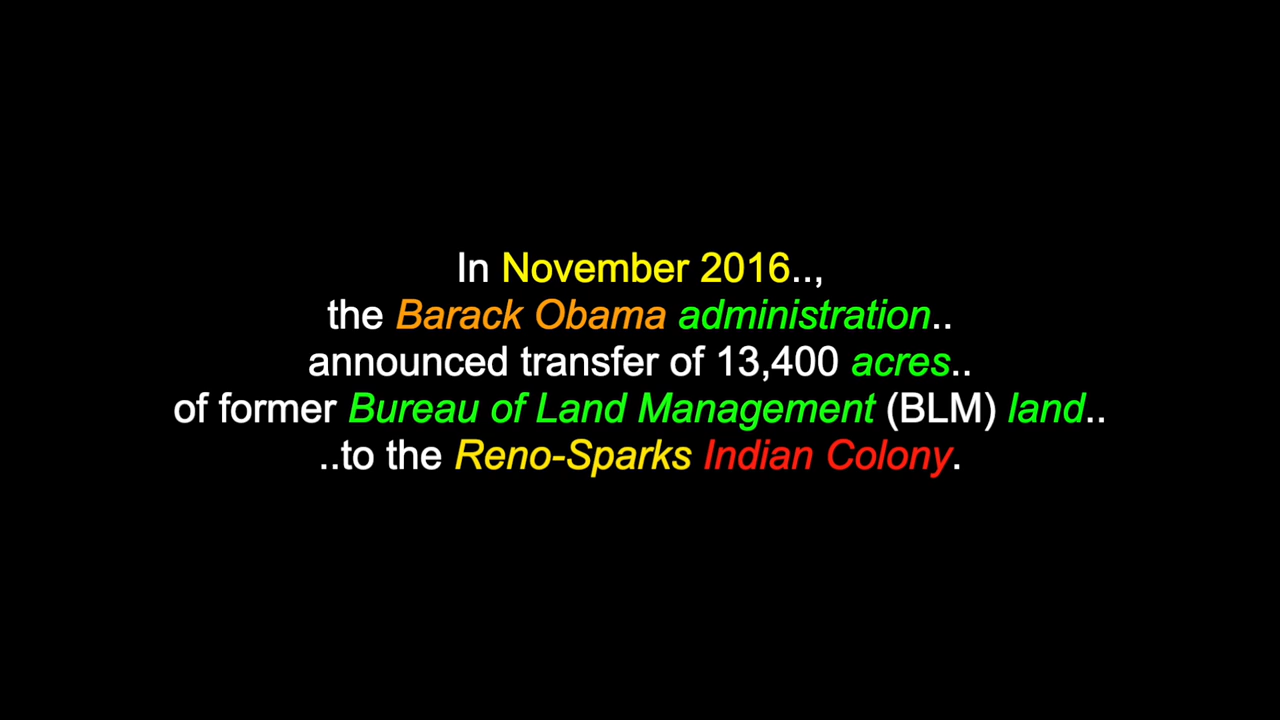 In November 2016..,
the Barack Obama administration..
announced transfer of 13,400 acres..
of former Bureau of Land Management (BLM) land..
..to the Reno-Sparks Indian Colony.